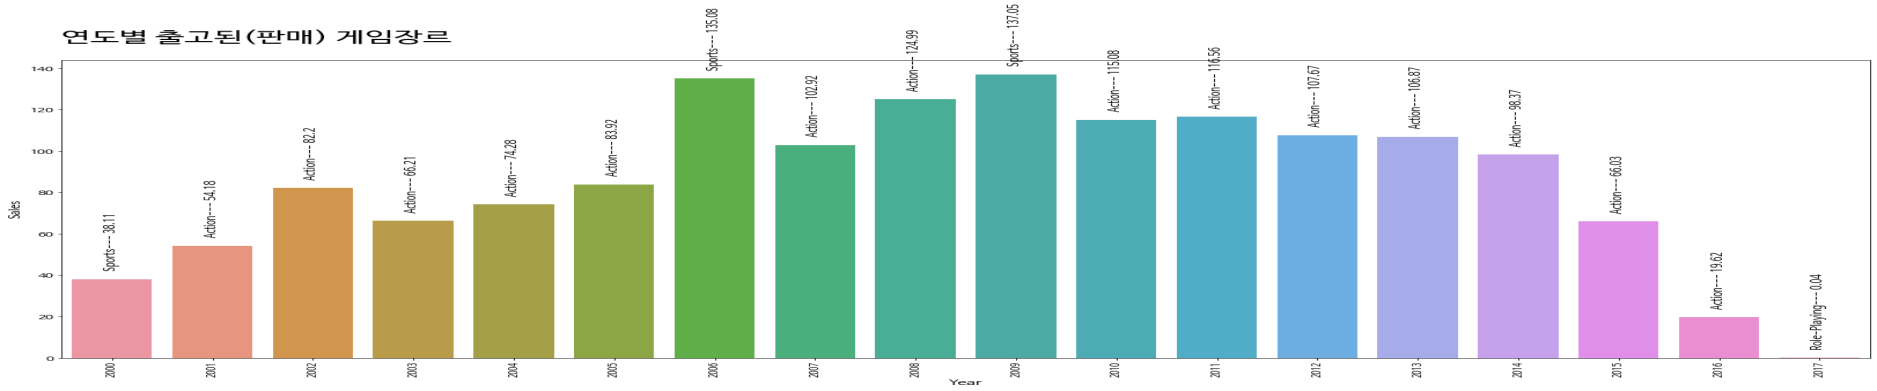 연도별 출고된(판매) 게임장르
Sales
140
120
100
80
60
40
20
0
Sports--- 38.11
Action--- 54.18
Action--- 82.2
Action--- 66.21
Action--- 74.28
Action--- 83.92
Sports--- 135.08
Action--- 102.92
Action--- 124.99
Sports--- 137.05
Action--- 115.08
Action--- 116.56
Action--- 107.67
Action--- 106.87
Action--- 98.37
Action--- 66.03
Action--- 19.62
Role-Playing--- 0.04
2000
2001
2002
2003
2004
2005
2006
2007
2008
2009
2010
2011
2012
2013
2014
2015
2016
2017
Year